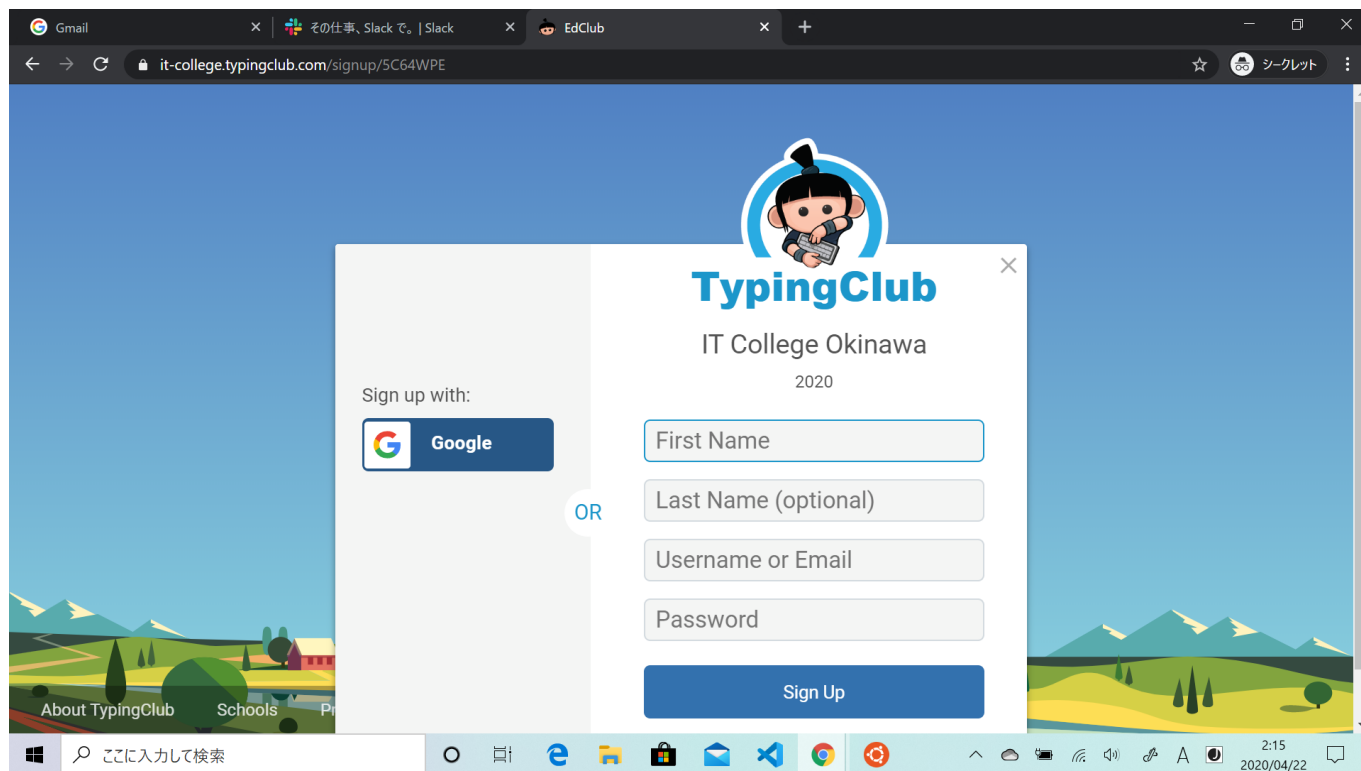 Gmail
その仕事、Slack で。 | Slack
EdClub
it-college.typingclub.com/signup/5C64WPE
シークレット
TypingClub
IT College Okinawa
2020
Sign up with:
Google
OR
First Name
Last Name (optional)
Username or Email
Password
Sign Up
About TypingClub
Schools
Pr
ここに入力して検索
A
2:15
2020/04/22